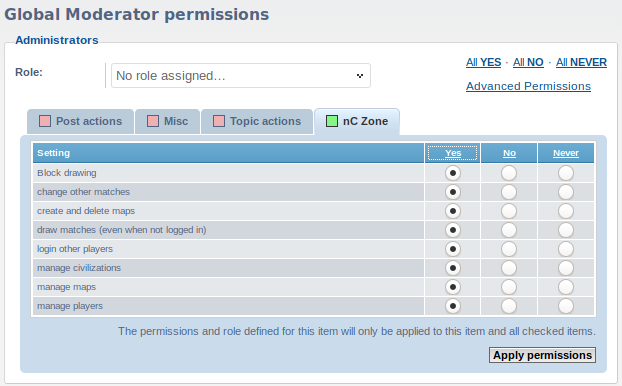 Global Moderator permissions
Administrators
All YES · All NO · All NEVER
Role: No role assigned...
Advanced Permissions
Post actions Misc Topic actions nC Zone
Setting Yes No Never
Block drawing
change other matches
create and delete maps
draw matches (even when not logged in)
login other players
manage civilizations
manage maps
manage players
The permissions and role defined for this item will only be applied to this item and all checked items.
Apply permissions